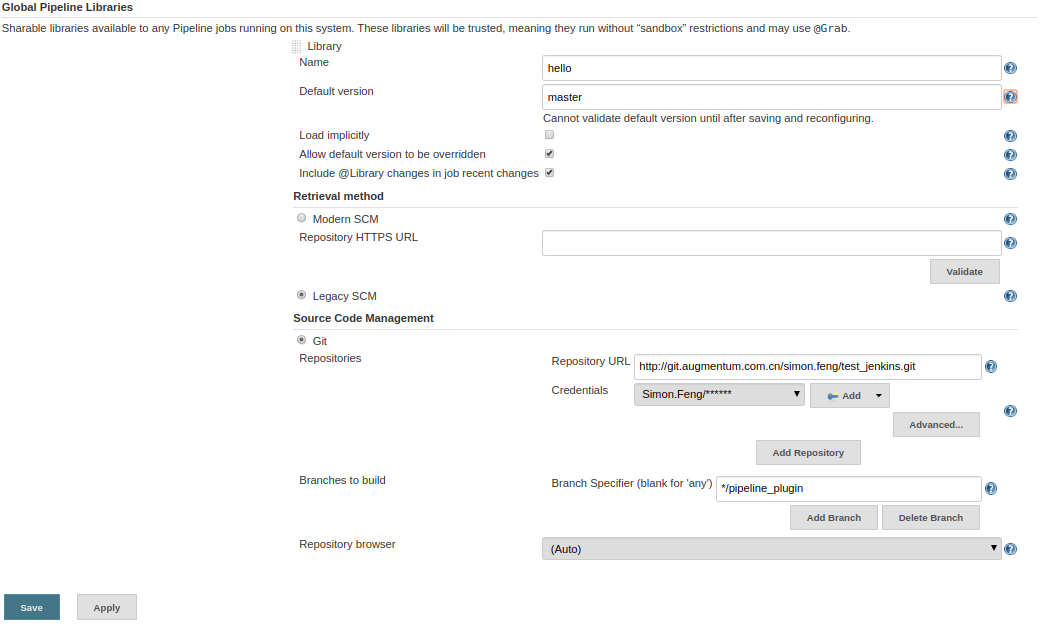 Global Pipeline Libraries
Sharable libraries available to any Pipeline jobs running on this system. These libraries will be trusted, meaning they run without “sandbox” restrictions and may use @Grab.
Library
Name
hello
Default version
master
Cannot validate default version until after saving and reconfiguring.
Load implicitly
Allow default version to be overridden
Include @Library changes in job recent changes
Retrieval method
Modern SCM
Repository HTTPS URL
Validate
Legacy SCM
Source Code Management
Git
Repositories
Repository URL
http://git.augmentum.com.cn/simon.feng/test_jenkins.git
Credentials
Simon.Feng/******
Add
Advanced...
Add Repository
Branches to build
Branch Specifier (blank for 'any')
*/pipeline_plugin
Add Branch
Delete Branch
Repository browser
(Auto)
Save
Apply